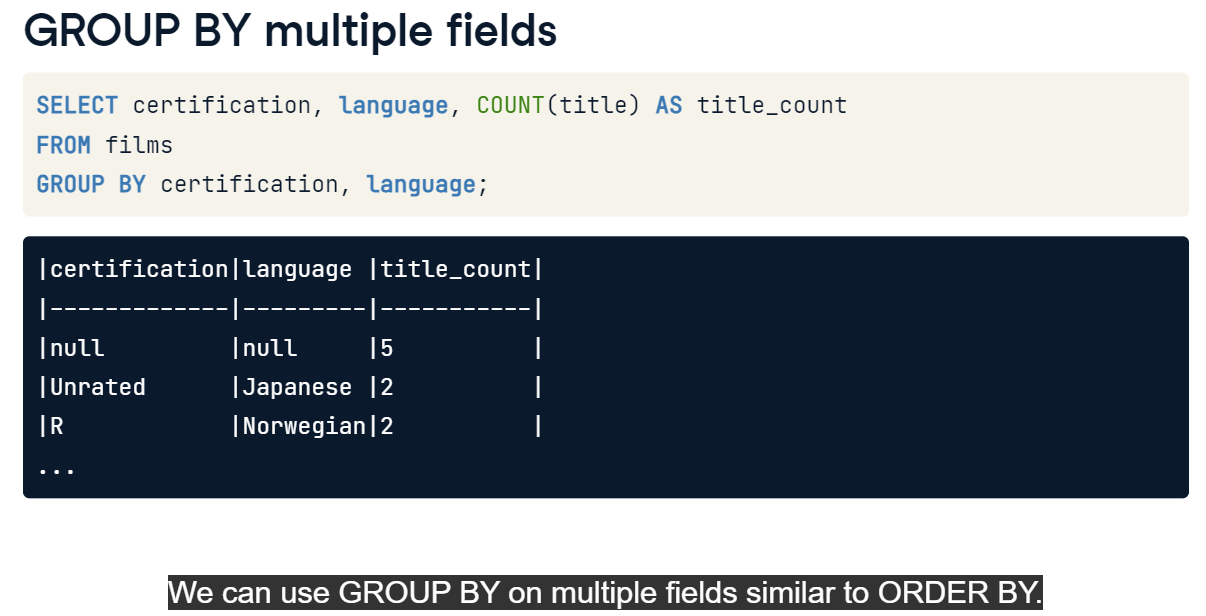 GROUP BY multiple fields
SELECT certification, language, COUNT(title) AS title_count
FROM films
GROUP BY certification, language;
|certification|language |title_count|
|-------------|---------|-----------|
|null         |null     |5          |
|Unrated      |Japanese |2          |
|R            |Norwegian|2          |
...
We can use GROUP BY on multiple fields similar to ORDER BY.